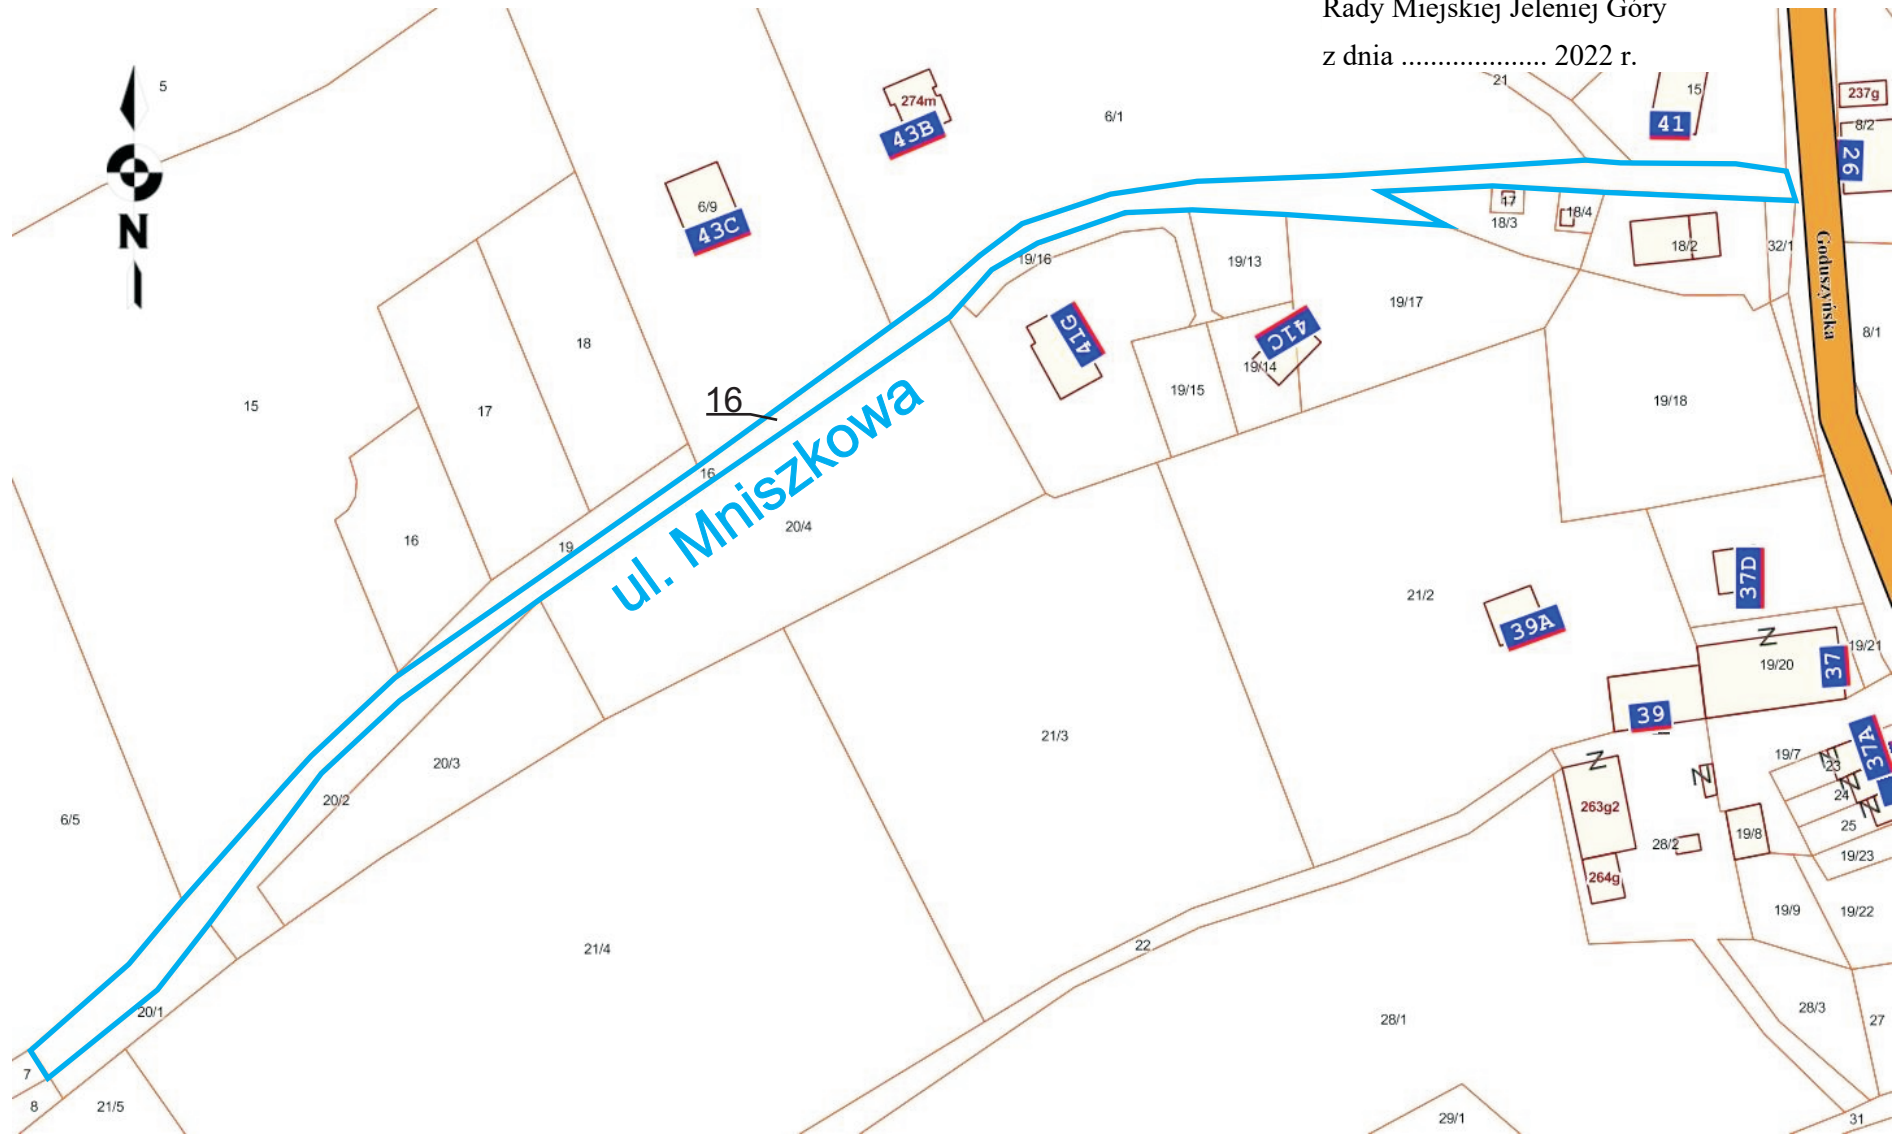 Rady Miejskiej Jeleniej Góry
z dnia .................... 2022 r.
5
N
274m
43B
6/1
21
15
41
237g
8/2
26
6/9
43C
17
18/3
18/4
18/2
32/1
Goduszyńska
19/16
19/13
19/17
8/1
41G
41C
19/14
19/15
19/18
15
18
17
16
16
ul. Mniszkowa
16
19
20/4
21/2
39A
37D
N
19/20
19/21
37
39
20/3
20/2
21/3
6/5
N
263g2
264g
N
28/2
19/8
19/7
37A
N
23
N
24
N
25
19/23
19/9
19/22
21/4
22
20/1
28/1
28/3
27
7
8
21/5
29/1
31